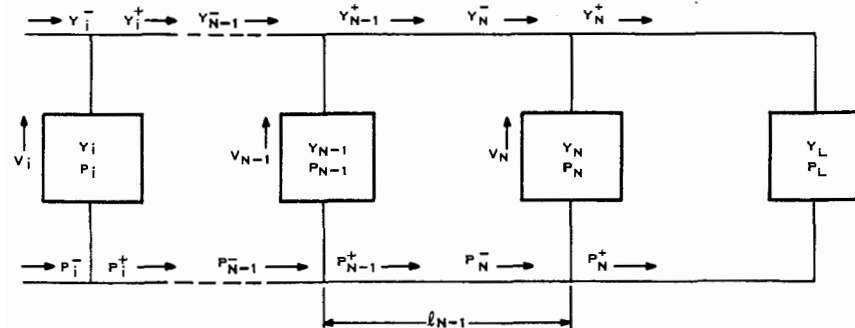 Y_i^- Y_i^+ Y_{N-1}^- Y_{N-1}^+ Y_N^- Y_N^+
V_i Y_i P_i
V_{N-1} Y_{N-1} P_{N-1}
V_N Y_N P_N
Y_L P_L
P_i^- P_i^+ P_{N-1}^- P_{N-1}^+ P_N^- P_N^+
ℓ_{N-1}